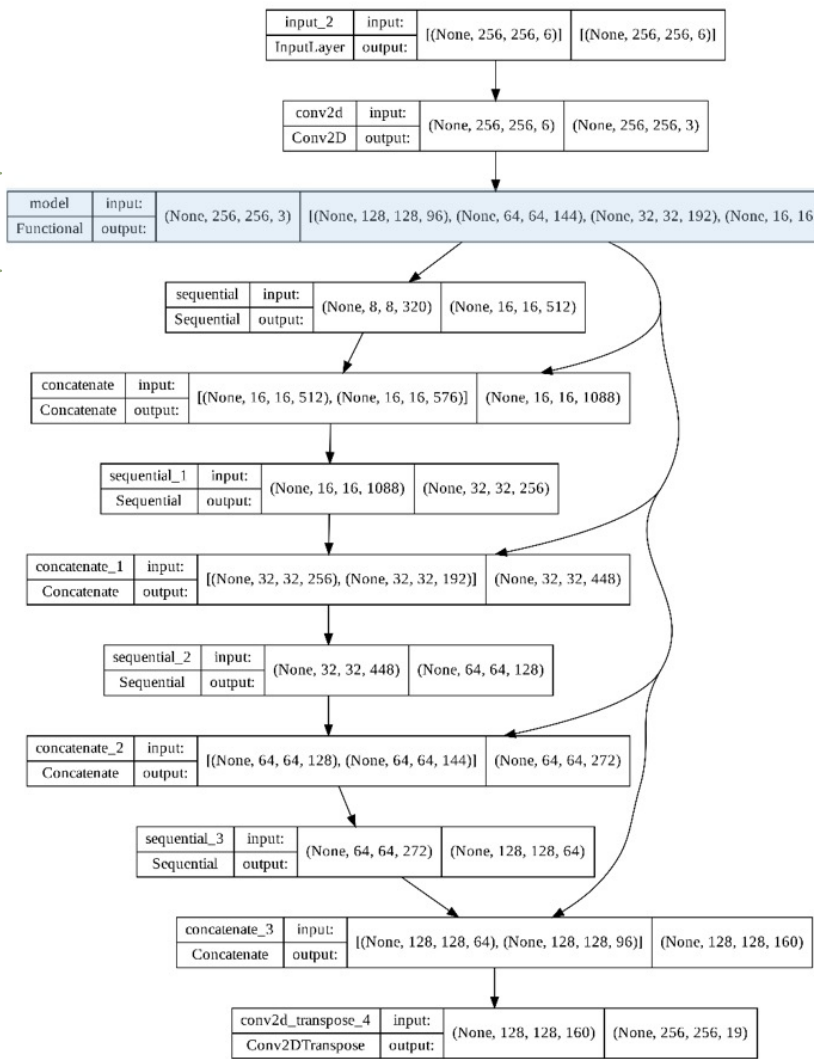 input_2 input: [(None, 256, 256, 6)] [(None, 256, 256, 6)]
InputLayer output:
conv2d input: (None, 256, 256, 6) (None, 256, 256, 3)
Conv2D output:
model input: (None, 256, 256, 3) [(None, 128, 128, 96), (None, 64, 64, 144), (None, 32, 32, 192), (None, 16, 16
Functional output:
sequential input: (None, 8, 8, 320) (None, 16, 16, 512)
Sequential output:
concatenate input: [(None, 16, 16, 512), (None, 16, 16, 576)] (None, 16, 16, 1088)
Concatenate output:
sequential_1 input: (None, 16, 16, 1088) (None, 32, 32, 256)
Sequential output:
concatenate_1 input: [(None, 32, 32, 256), (None, 32, 32, 192)] (None, 32, 32, 448)
Concatenate output:
sequential_2 input: (None, 32, 32, 448) (None, 64, 64, 128)
Sequential output:
concatenate_2 input: [(None, 64, 64, 128), (None, 64, 64, 144)] (None, 64, 64, 272)
Concatenate output:
sequential_3 input: (None, 64, 64, 272) (None, 128, 128, 64)
Sequential output:
concatenate_3 input: [(None, 128, 128, 64), (None, 128, 128, 96)] (None, 128, 128, 160)
Concatenate output:
conv2d_transpose_4 input: (None, 128, 128, 160) (None, 256, 256, 19)
Conv2DTranspose output: